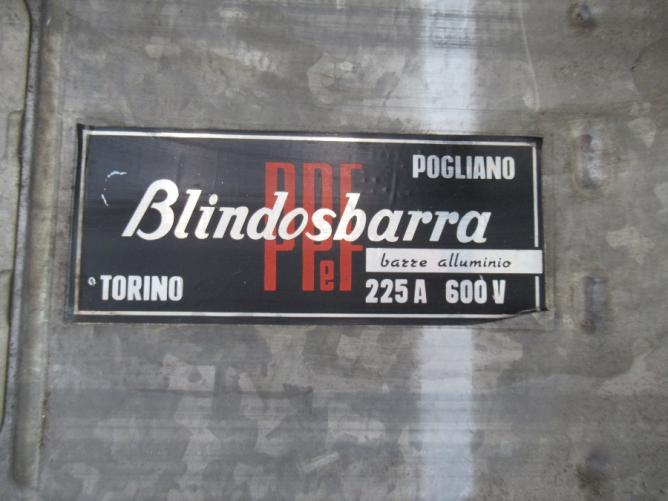 POGLIANO
PPeF
Blindosbarra
barre alluminio
TORINO
225 A 600 V